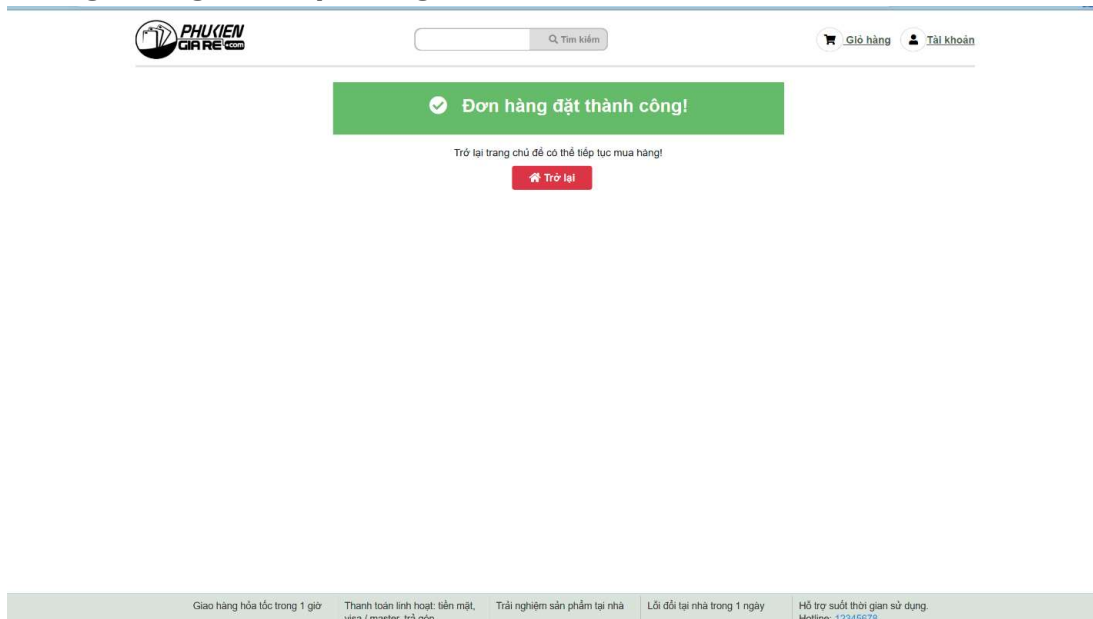 PHUKIEN
GIA RE .com
Tìm kiếm
Giỏ hàng
Tài khoản
Đơn hàng đặt thành công!
Trở lại trang chủ để có thể tiếp tục mua hàng!
Trở lại
Giao hàng hỏa tốc trong 1 giờ
Thanh toán linh hoạt: tiền mặt,
visa / master, trả góp
Trải nghiệm sản phẩm tại nhà
Lỗi đổi tại nhà trong 1 ngày
Hỗ trợ suốt thời gian sử dụng.
Hotline: 12345678